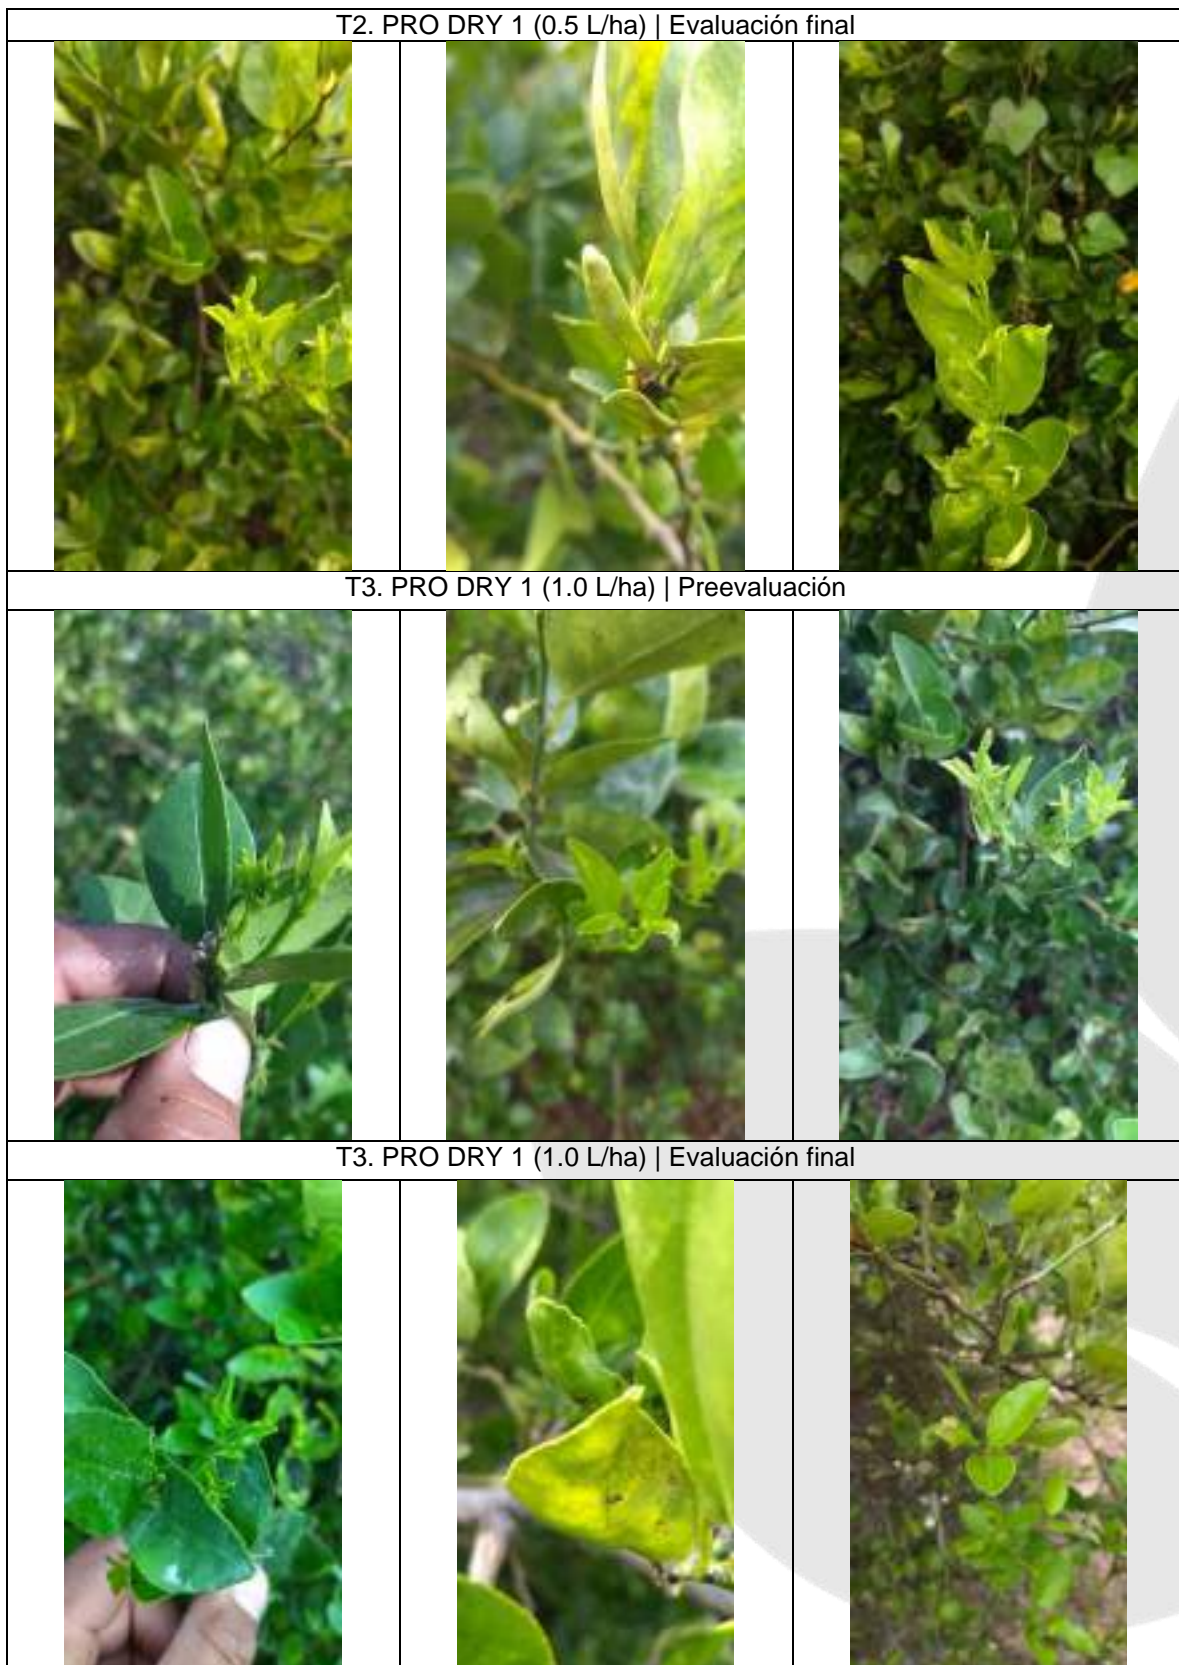 T2. PRO DRY 1 (0.5 L/ha) | Evaluación final
T3. PRO DRY 1 (1.0 L/ha) | Preevaluación
T3. PRO DRY 1 (1.0 L/ha) | Evaluación final